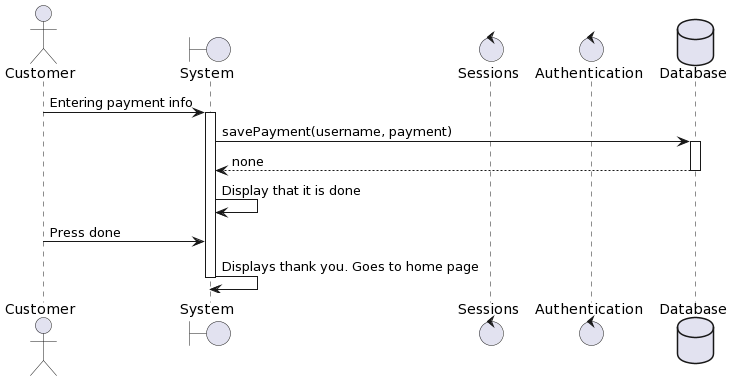 Customer
System
Sessions
Authentication
Database
Entering payment info
savePayment(username, payment)
none
Display that it is done
Press done
Displays thank you. Goes to home page
Customer
System
Sessions
Authentication
Database